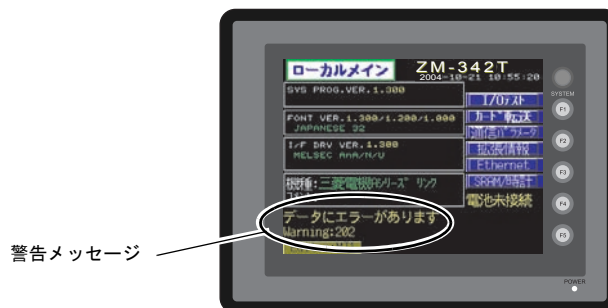 ローカルメイン
ZM-342T
2004-10-21 10:55:20
SYS PROG.VER.1.300
FONT VER.1.300/1.200/1.000
JAPANESE 32
I/F DRV VER.1.300
MELSEC AnA/N/U
機種:三菱電機Aシリーズ リンク
I/Oテスト
カード転送
通信パラメータ
拡張情報
Ethernet
SRAM/時計
電池未接続
データにエラーがあります
Warning:202
SYSTEM
F1
F2
F3
F4
F5
POWER
警告メッセージ